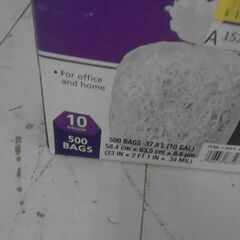 A
• For office
and home
10
GALLON
500
BAGS
500 BAGS - 37.8 L (10 GAL)
58.4 cm x 63.5 cm x 8.6 µm
(23 IN x 2 FT 1 IN x .34 MIL)